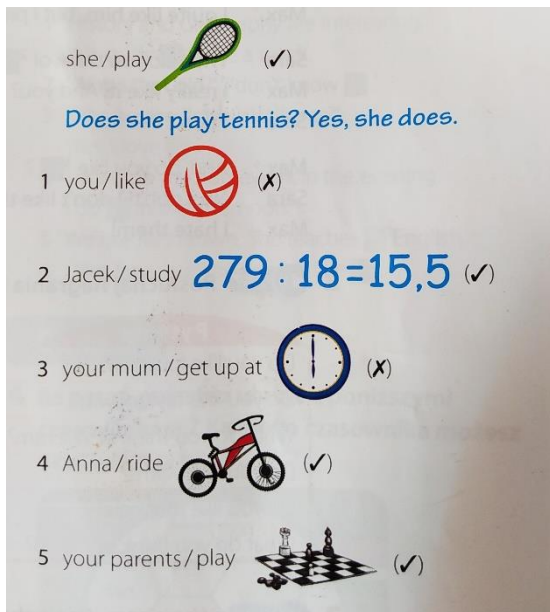 she/play (✓)
Does she play tennis? Yes, she does.
1 you/like (✗)
2 Jacek/study 279 : 18=15,5 (✓)
3 your mum/get up at (✗)
4 Anna/ride (✓)
5 your parents/play (✓)